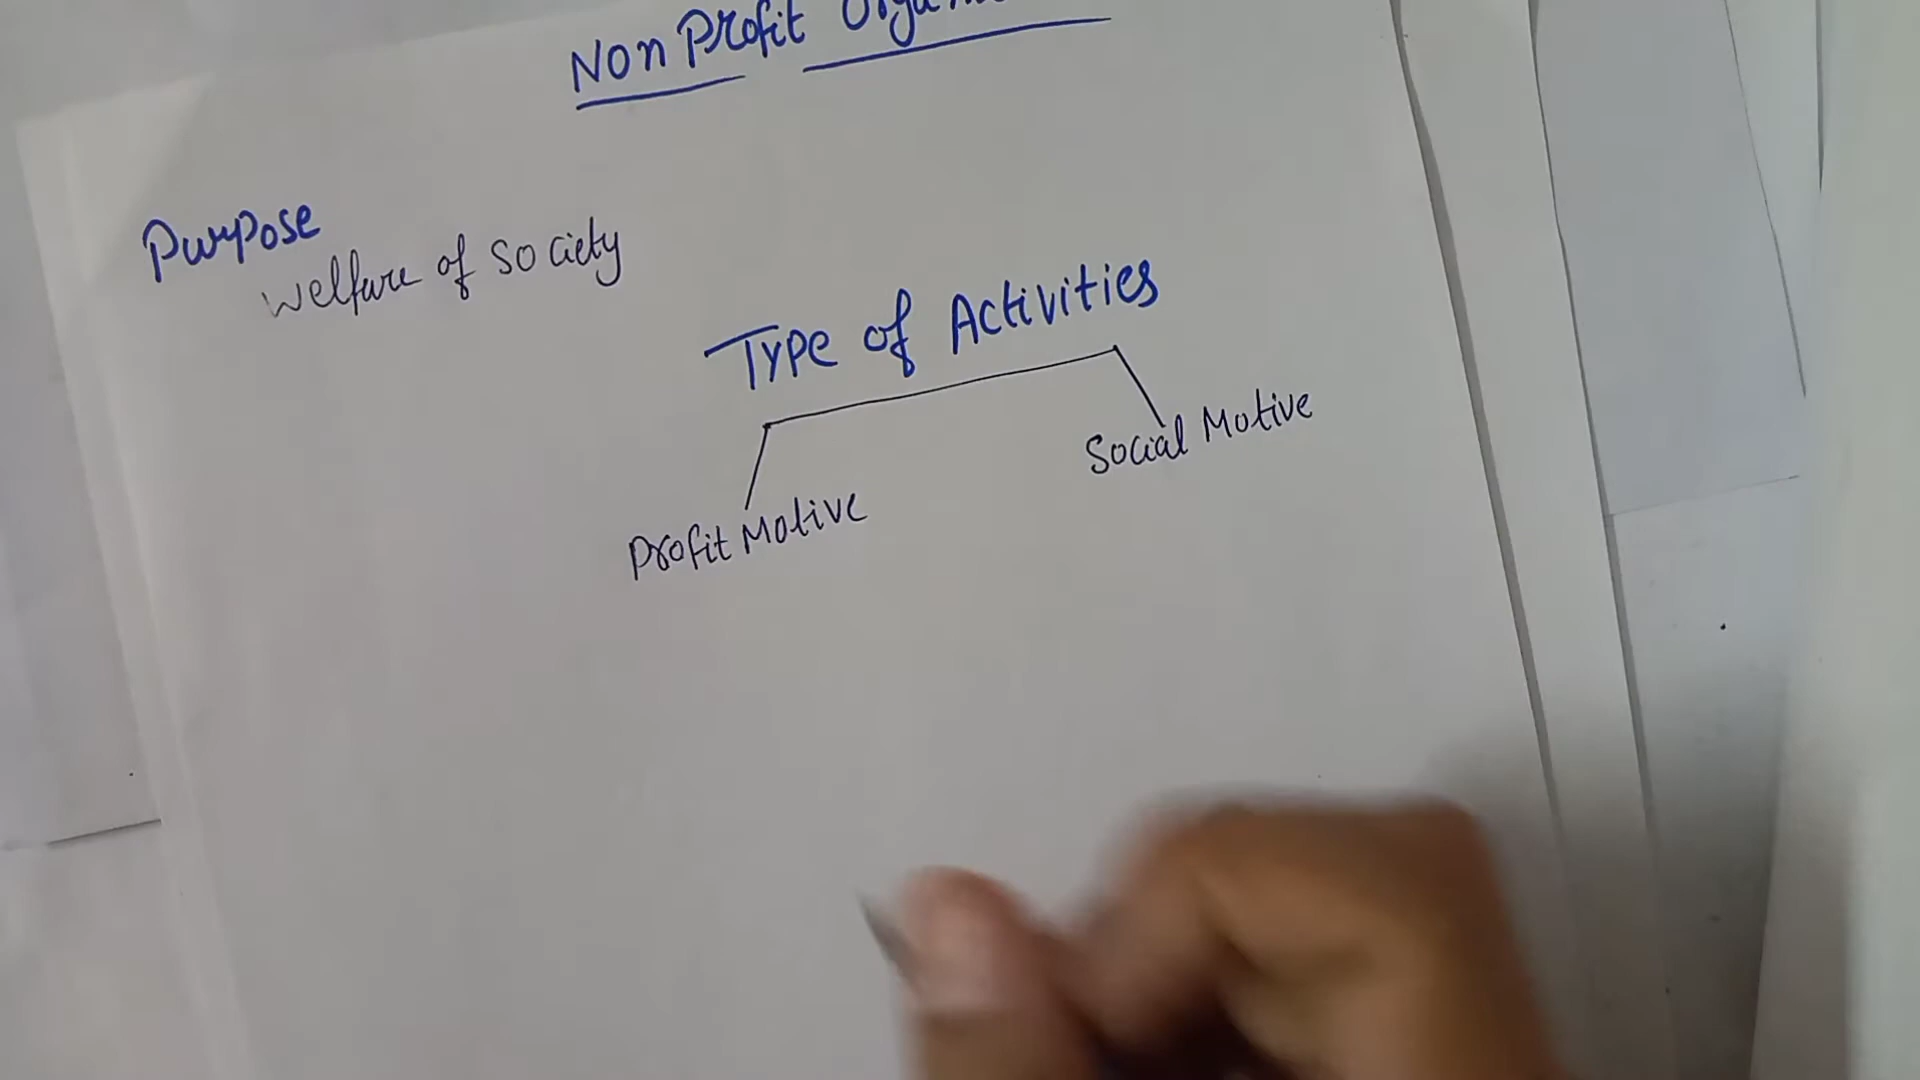 Non Profit
Purpose
Welfare of Society
Type of Activities
Social Motive
Profit Motive